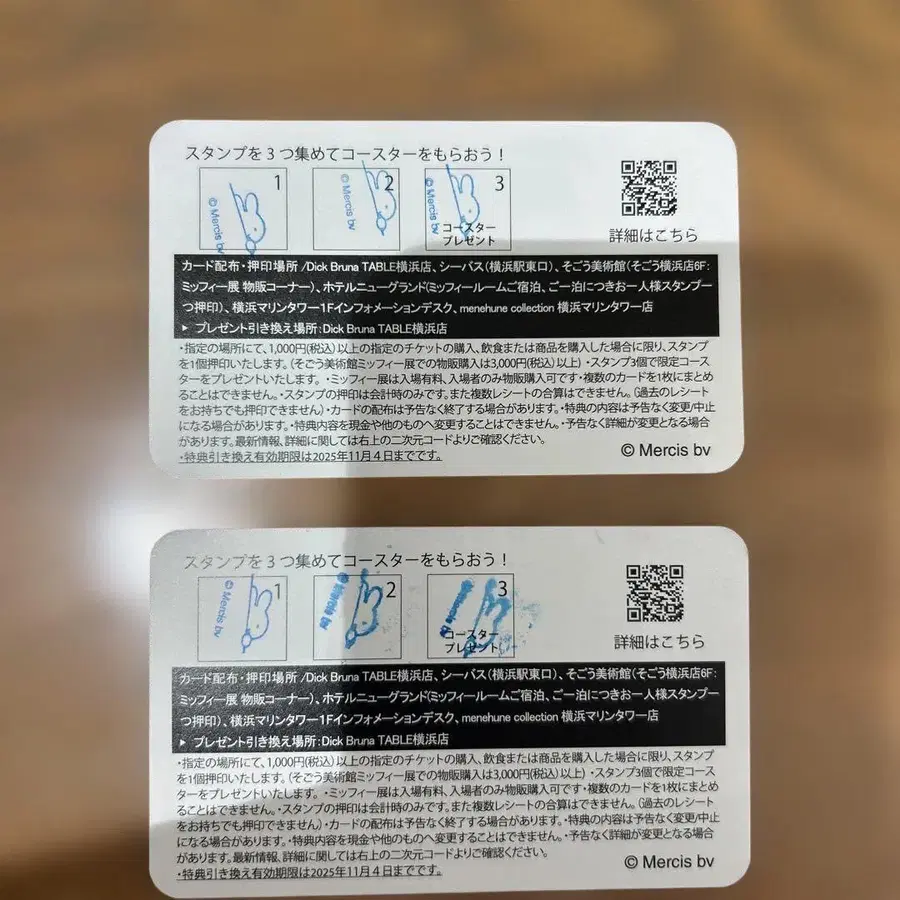 スタンプを3つ集めてコースターをもらおう!
1
2
3
© Mercis bv
© Mercis bv
© Mercis bv
コースター
プレゼント
詳細はこちら
カード配布・押印場所/Dick Bruna TABLE横浜店、シーバス(横浜駅東口)、そごう美術館(そごう横浜店6F:
ミッフィー展 物販コーナー)、ホテルニューグランド(ミッフィールームご宿泊、ご一泊につきお一人様スタンプ一
つ押印)、横浜マリンタワー1Fインフォメーションデスク、menehune collection 横浜マリンタワー店
▶ プレゼント引き換え場所:Dick Bruna TABLE横浜店
・指定の場所にて、1,000円(税込)以上の指定のチケットの購入、飲食または商品を購入した場合に限り、スタンプ
を1個押印いたします。(そごう美術館ミッフィー展での物販購入は3,000円(税込)以上)・スタンプ3個で限定コース
ターをプレゼントいたします。・ミッフィー展は入場有料、入場者のみ物販購入可です・複数のカードを1枚にまとめ
ることはできません。・スタンプの押印は会計時のみです。また複数レシートの合算はできません。(過去のレシート
をお持ちでも押印できません)・カードの配布は予告なく終了する場合があります。・特典の内容は予告なく変更/中止
になる場合があります。・特典内容を現金や他のものへ変更することはできません。・予告なく詳細が変更となる場合
があります。最新情報、詳細に関しては右上の二次元コードよりご確認ください。
・特典引き換え有効期限は2025年11月4日までです。
© Mercis bv
スタンプを3つ集めてコースターをもらおう!
1
2
3
© Mercis bv
© Mercis bv
コースター
プレゼント
詳細はこちら
カード配布・押印場所/Dick Bruna TABLE横浜店、シーバス(横浜駅東口)、そごう美術館(そごう横浜店6F:
ミッフィー展 物販コーナー)、ホテルニューグランド(ミッフィールームご宿泊、ご一泊につきお一人様スタンプ一
つ押印)、横浜マリンタワー1Fインフォメーションデスク、menehune collection 横浜マリンタワー店
▶ プレゼント引き換え場所:Dick Bruna TABLE横浜店
・指定の場所にて、1,000円(税込)以上の指定のチケットの購入、飲食または商品を購入した場合に限り、スタンプ
を1個押印いたします。(そごう美術館ミッフィー展での物販購入は3,000円(税込)以上)・スタンプ3個で限定コース
ターをプレゼントいたします。・ミッフィー展は入場有料、入場者のみ物販購入可です・複数のカードを1枚にまとめ
ることはできません。・スタンプの押印は会計時のみです。また複数レシートの合算はできません。(過去のレシート
をお持ちでも押印できません)・カードの配布は予告なく終了する場合があります。・特典の内容は予告なく変更/中止
になる場合があります。・特典内容を現金や他のものへ変更することはできません。・予告なく詳細が変更となる場合
があります。最新情報、詳細に関しては右上の二次元コードよりご確認ください。
・特典引き換え有効期限は2025年11月4日までです。
© Mercis bv